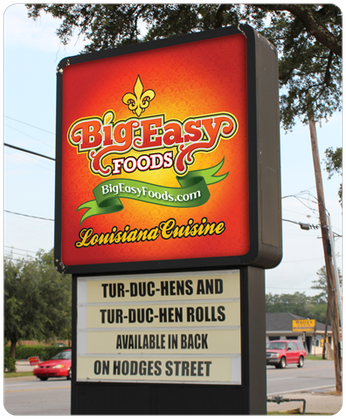 Big Easy
FOODS
BigEasyFoods.com
Louisiana Cuisine
TUR-DUC-HENS AND
TUR-DUC-HEN ROLLS
AVAILABLE IN BACK
ON HODGES STREET